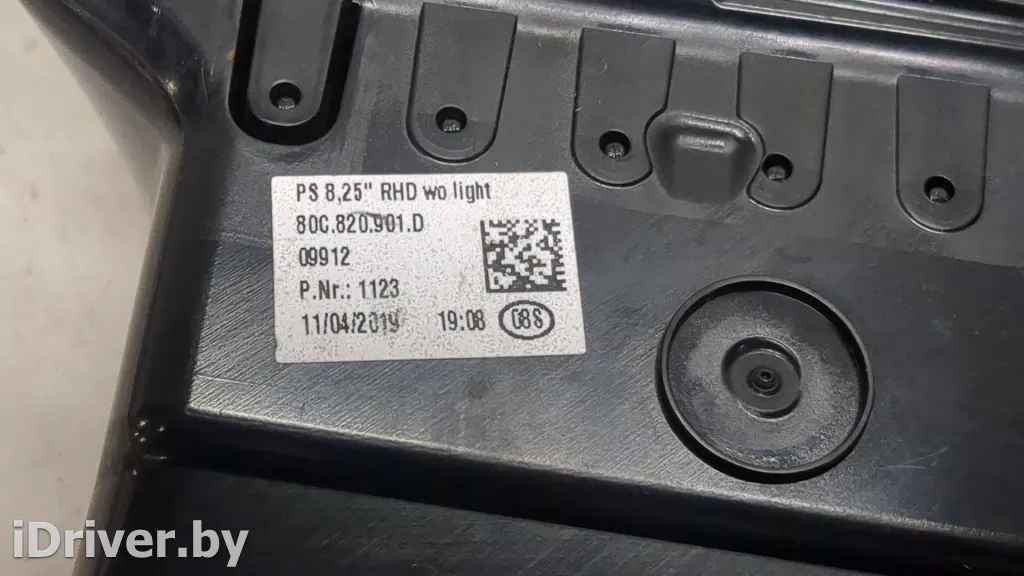 PS 8,25" RHD wo light
80C.820.901.D
09912
P.Nr.: 1123
11/04/2019 19:08 D8S
iDriver.by